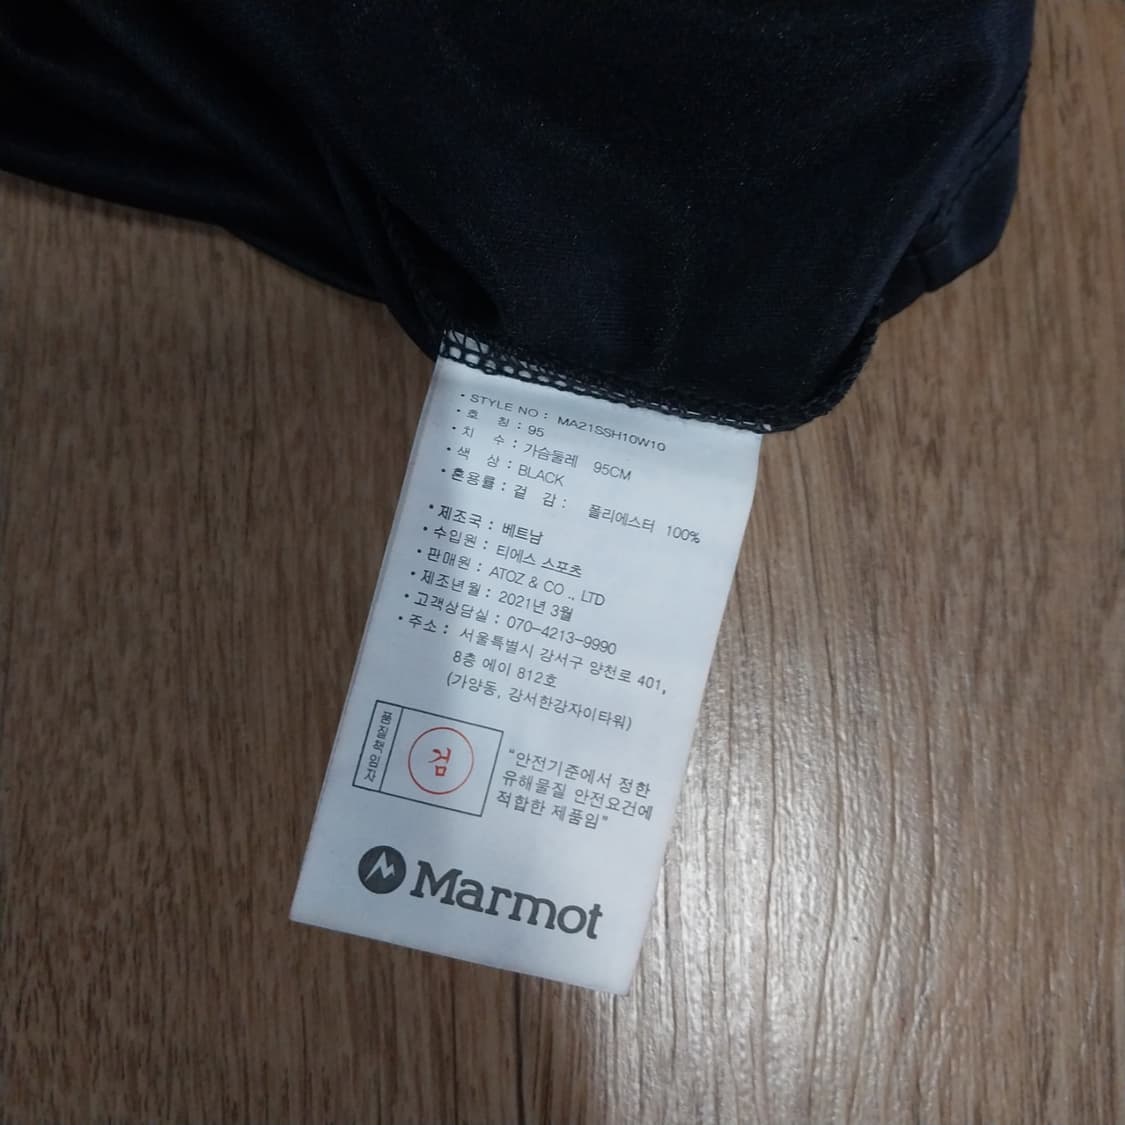 • STYLE NO : MA21SSH10W10
• 호 칭 : 95
• 치 수 : 가슴둘레 95CM
• 색 상 : BLACK
• 혼용률 : 겉 감 : 폴리에스터 100%
• 제조국 : 베트남
• 수입원 : 티에스 스포츠
• 판매원 : ATOZ & CO ., LTD
• 제조년월 : 2021년 3월
• 고객상담실 : 070-4213-9990
• 주소 : 서울특별시 강서구 양천로 401,
8층 에이 812호
(가양동, 강서한강자이타워)
품질책임자
검
"안전기준에서 정한
유해물질 안전요건에
적합한 제품임"
Marmot